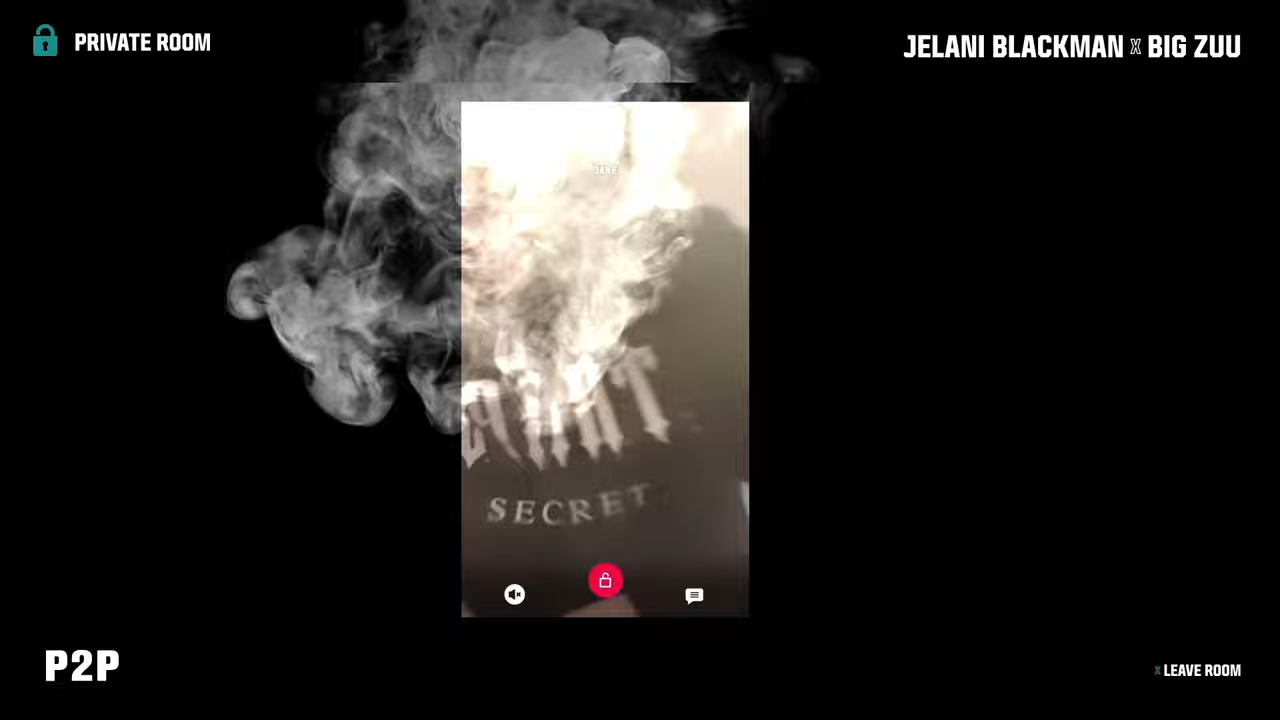 PRIVATE ROOM
JELANI BLACKMAN X BIG ZUU
JAKE
SECRET
P2P
X LEAVE ROOM